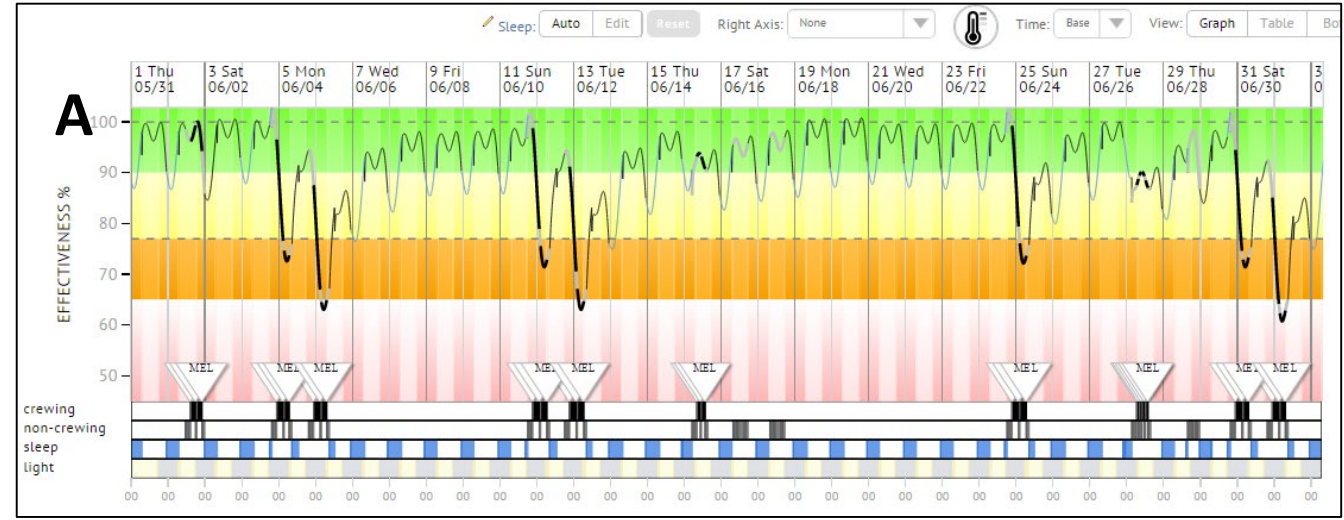 Sleep: Auto Edit Reset Right Axis: None Time: Base View: Graph Table Bo
1 Thu 3 Sat 5 Mon 7 Wed 9 Fri 11 Sun 13 Tue 15 Thu 17 Sat 19 Mon 21 Wed 23 Fri 25 Sun 27 Tue 29 Thu 31 Sat 3
05/31 06/02 06/04 06/06 06/08 06/10 06/12 06/14 06/16 06/18 06/20 06/22 06/24 06/26 06/28 06/30 0
A
EFFECTIVENESS %
100
90
80
70
60
50
MEL MEL MEL MEL MEL MEL MEL MEL MEL MEL
crewing
non-crewing
sleep
light
00 00 00 00 00 00 00 00 00 00 00 00 00 00 00 00 00 00 00 00 00 00 00 00 00 00 00 00 00 00 00 00 00